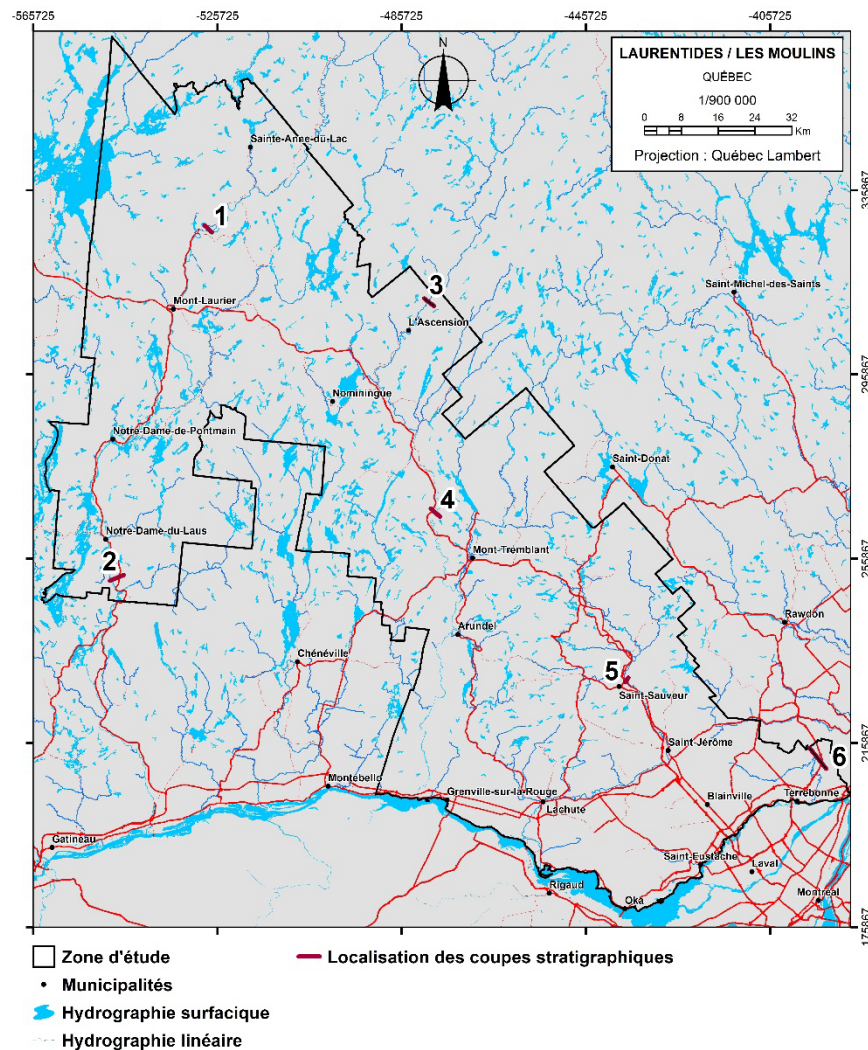 -565725 -525725 -485725 -445725 -405725
LAURENTIDES / LES MOULINS
QUÉBEC
1/900 000
0 8 16 24 32
Km
Projection : Québec Lambert
N
Sainte-Anne-du-Lac
335867
1
3
Saint-Michel-des-Saints
Mont-Laurier
L'Ascension
295867
Nominingue
Notre-Dame-de-Pontmain
Saint-Donat
4
Notre-Dame-du-Laus
2
Mont-Tremblant
255867
Rawdon
Arundel
Chénéville
5
Saint-Sauveur
215867
Saint-Jérôme
6
Montebello
Grenville-sur-la-Rouge
Lachute
Blainville
Terrebonne
Gatineau
Saint-Eustache
Laval
Rigaud
Oka
Montréal
175867
Zone d'étude
Localisation des coupes stratigraphiques
Municipalités
Hydrographie surfacique
Hydrographie linéaire